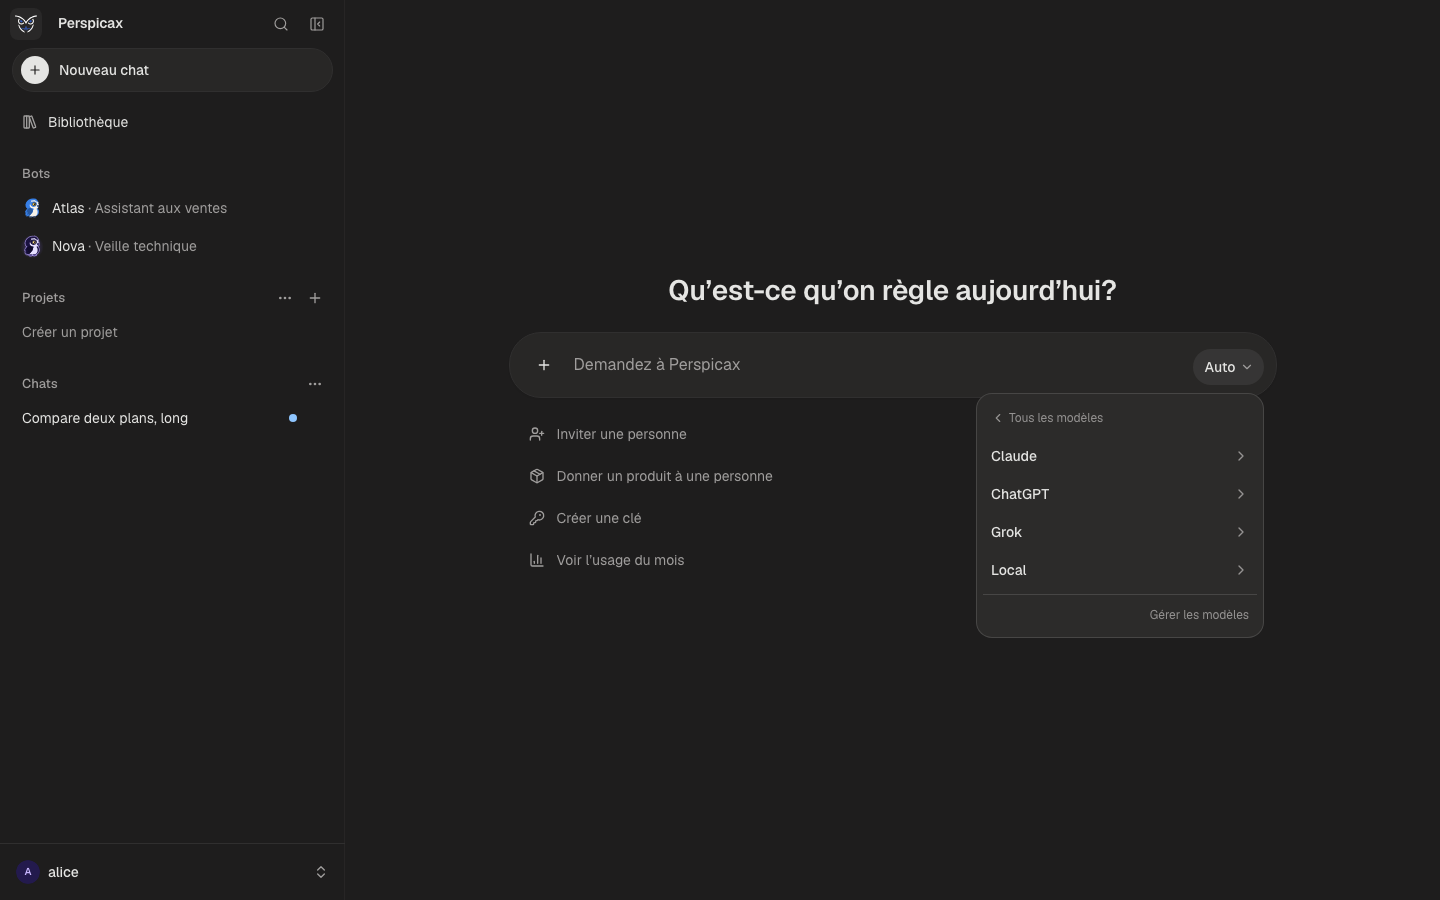 Perspicax
Nouveau chat
Bibliothèque
Bots
Atlas · Assistant aux ventes
Nova · Veille technique
Projets
Créer un projet
Chats
Compare deux plans, long
A alice
Qu’est-ce qu’on règle aujourd’hui?
Demandez à Perspicax
Auto
Inviter une personne
Donner un produit à une personne
Créer une clé
Voir l’usage du mois
Tous les modèles
Claude
ChatGPT
Grok
Local
Gérer les modèles